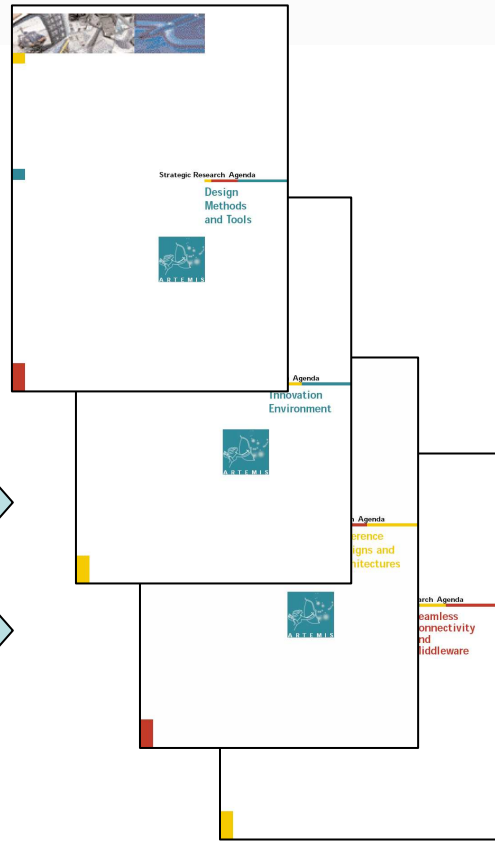 Strategic Research Agenda
Design
Methods
and Tools
ARTEMIS
Agenda
Innovation
Environment
ARTEMIS
h Agenda
erence
igns and
hitectures
ARTEMIS
arch Agenda
eamless
onnectivity
nd
iddleware